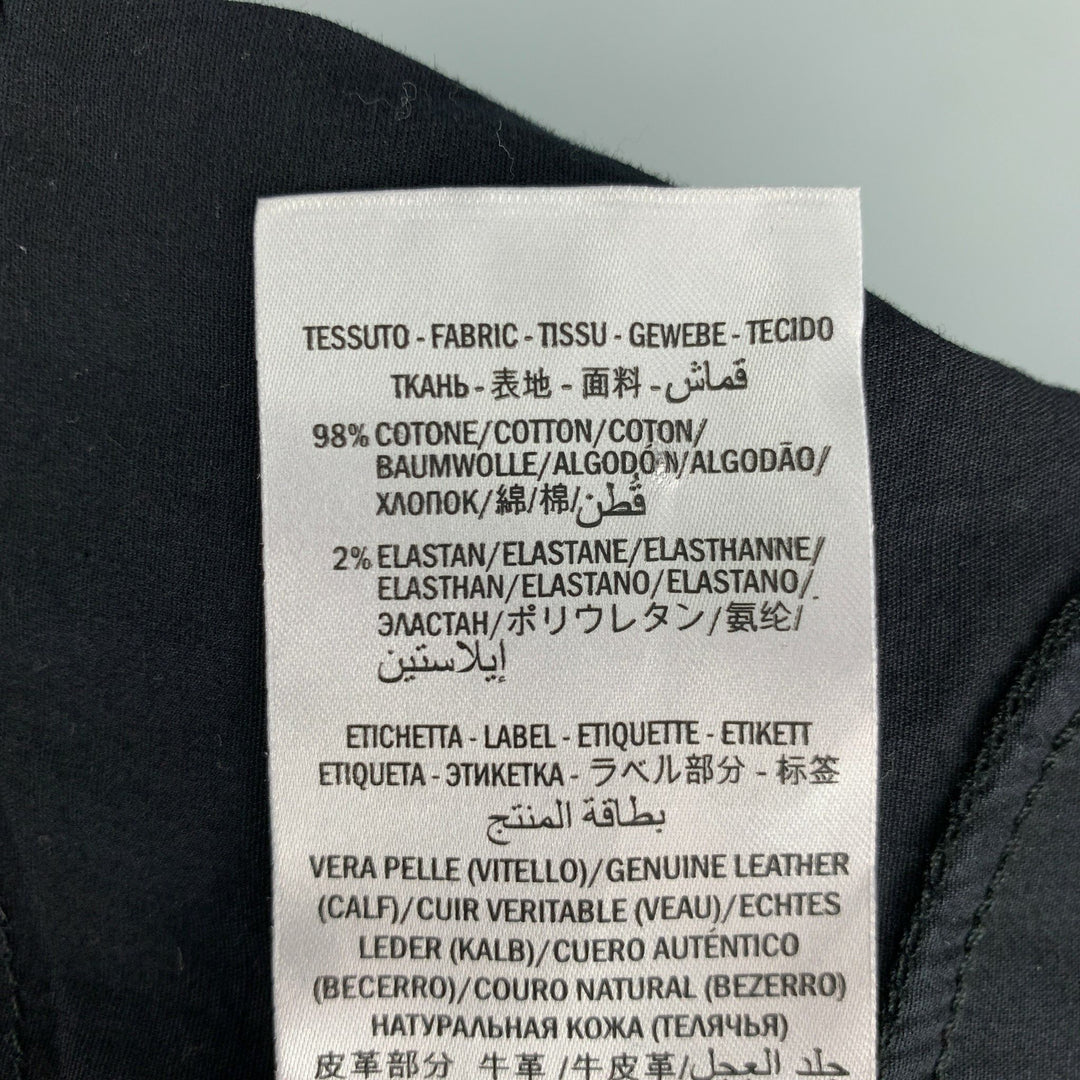 TESSUTO - FABRIC - TISSU - GEWEBE - TECIDO
ТКАНЬ - 表地 - 面料 - قماش
98% COTONE/COTTON/COTON/
BAUMWOLLE/ALGODÓN/ALGODÃO/
ХЛОПОК/綿/棉/قُطن
2% ELASTAN/ELASTANE/ELASTHANNE/
ELASTHAN/ELASTANO/ELASTANO/
ЭЛАСТАН/ポリウレタン/氨纶/
إيلاستين
ETICHETTA - LABEL - ETIQUETTE - ETIKETT
ETIQUETA - ЭТИКЕТКА - ラベル部分 - 标签
بطاقة المنتج
VERA PELLE (VITELLO)/GENUINE LEATHER
(CALF)/CUIR VERITABLE (VEAU)/ECHTES
LEDER (KALB)/CUERO AUTÉNTICO
(BECERRO)/COURO NATURAL (BEZERRO)
НАТУРАЛЬНАЯ КОЖА (ТЕЛЯЧЬЯ)
皮革部分 牛革 /牛皮革/جلد العجل